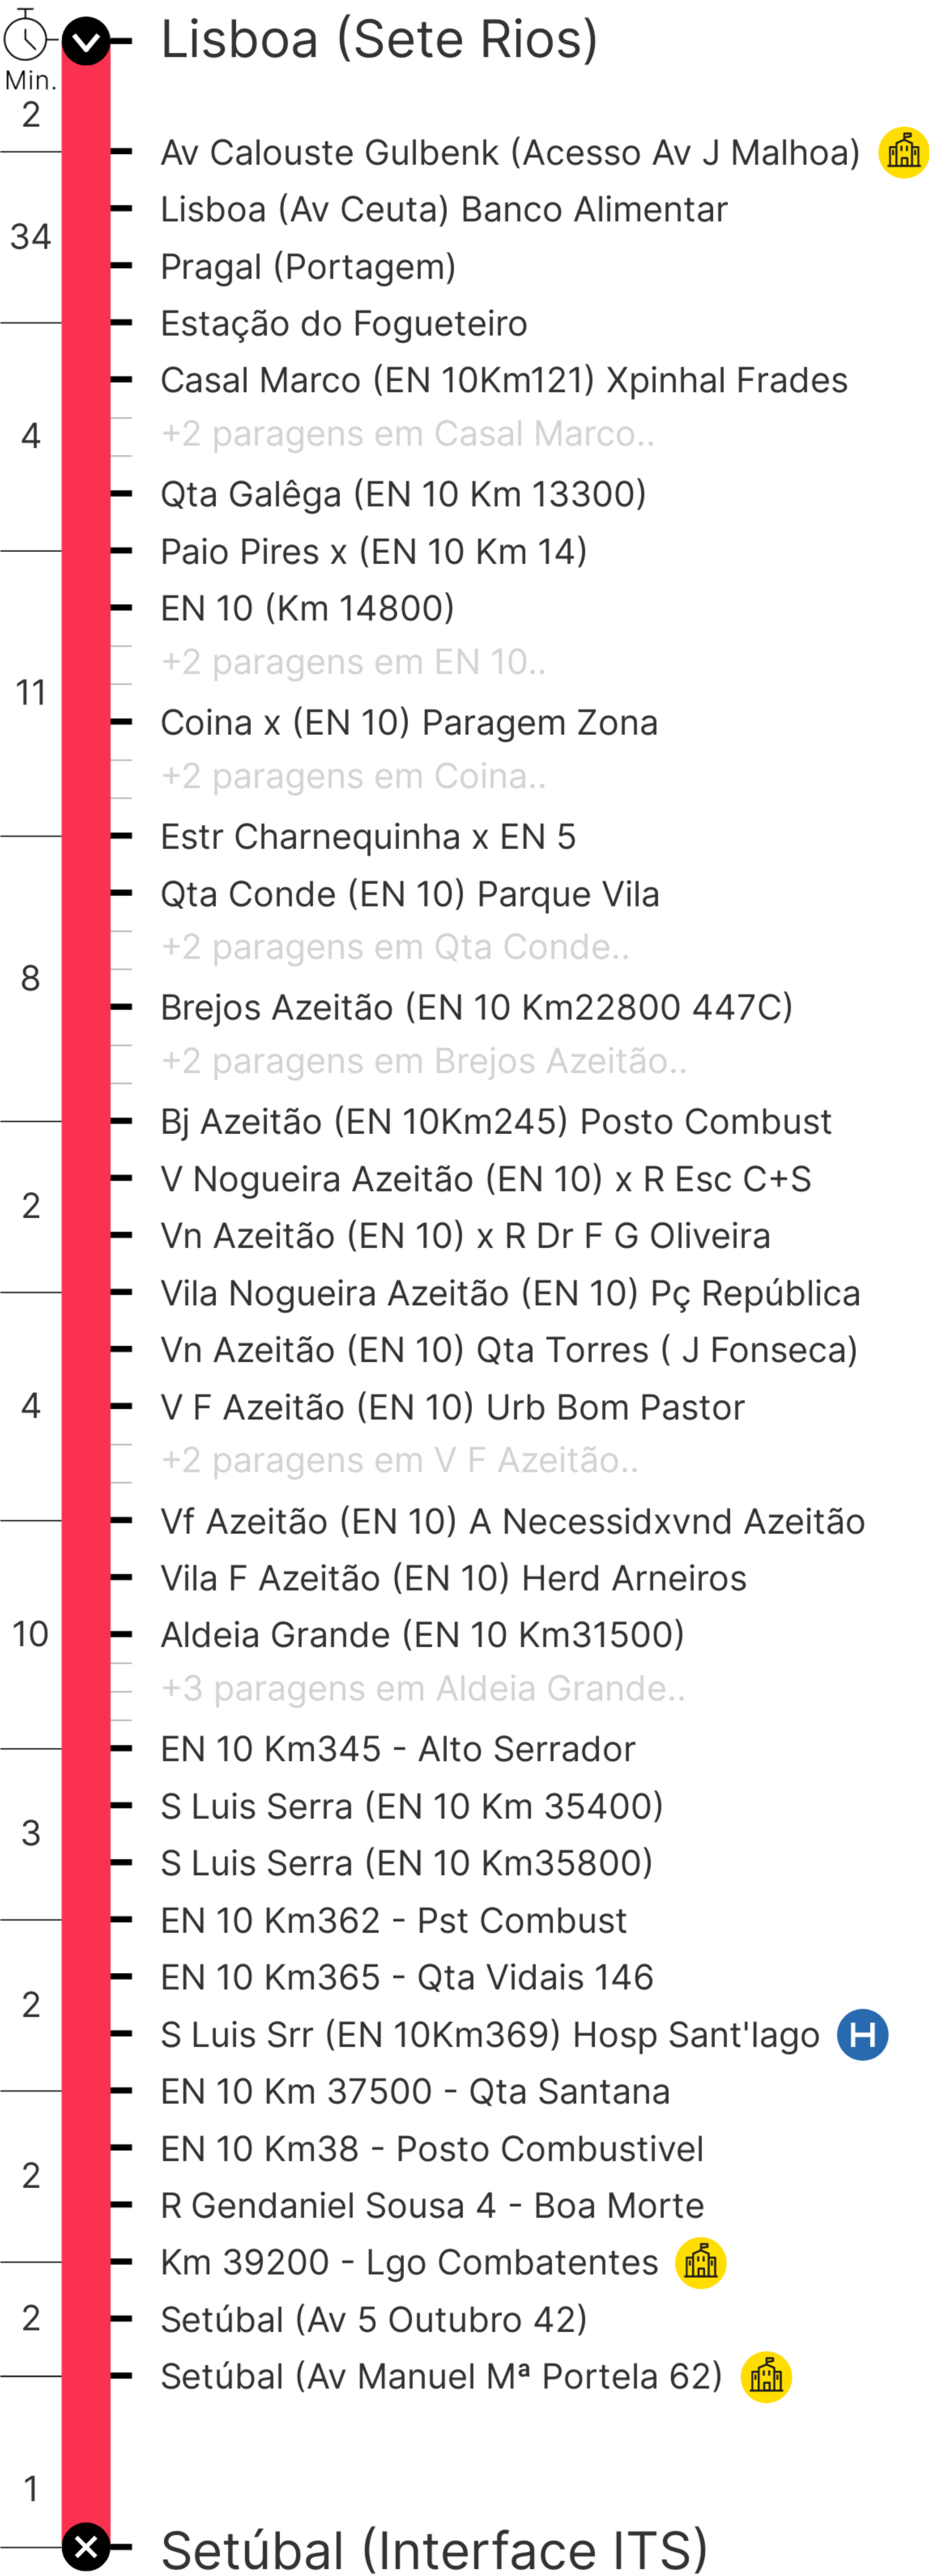 Lisboa (Sete Rios)
Min.
2
Av Calouste Gulbenk (Acesso Av J Malhoa)
Lisboa (Av Ceuta) Banco Alimentar
34
Pragal (Portagem)
Estação do Fogueteiro
Casal Marco (EN 10Km121) Xpinhal Frades
4
+2 paragens em Casal Marco..
Qta Galêga (EN 10 Km 13300)
Paio Pires x (EN 10 Km 14)
EN 10 (Km 14800)
+2 paragens em EN 10..
11
Coina x (EN 10) Paragem Zona
+2 paragens em Coina..
Estr Charnequinha x EN 5
Qta Conde (EN 10) Parque Vila
+2 paragens em Qta Conde..
8
Brejos Azeitão (EN 10 Km22800 447C)
+2 paragens em Brejos Azeitão..
Bj Azeitão (EN 10Km245) Posto Combust
V Nogueira Azeitão (EN 10) x R Esc C+S
2
Vn Azeitão (EN 10) x R Dr F G Oliveira
Vila Nogueira Azeitão (EN 10) Pç República
Vn Azeitão (EN 10) Qta Torres ( J Fonseca)
4
V F Azeitão (EN 10) Urb Bom Pastor
+2 paragens em V F Azeitão..
Vf Azeitão (EN 10) A Necessidxvnd Azeitão
Vila F Azeitão (EN 10) Herd Arneiros
10
Aldeia Grande (EN 10 Km31500)
+3 paragens em Aldeia Grande..
EN 10 Km345 - Alto Serrador
S Luis Serra (EN 10 Km 35400)
3
S Luis Serra (EN 10 Km35800)
EN 10 Km362 - Pst Combust
EN 10 Km365 - Qta Vidais 146
2
S Luis Srr (EN 10Km369) Hosp Sant'Iago
H
EN 10 Km 37500 - Qta Santana
EN 10 Km38 - Posto Combustivel
2
R Gendaniel Sousa 4 - Boa Morte
Km 39200 - Lgo Combatentes
2
Setúbal (Av 5 Outubro 42)
Setúbal (Av Manuel Mª Portela 62)
1
Setúbal (Interface ITS)